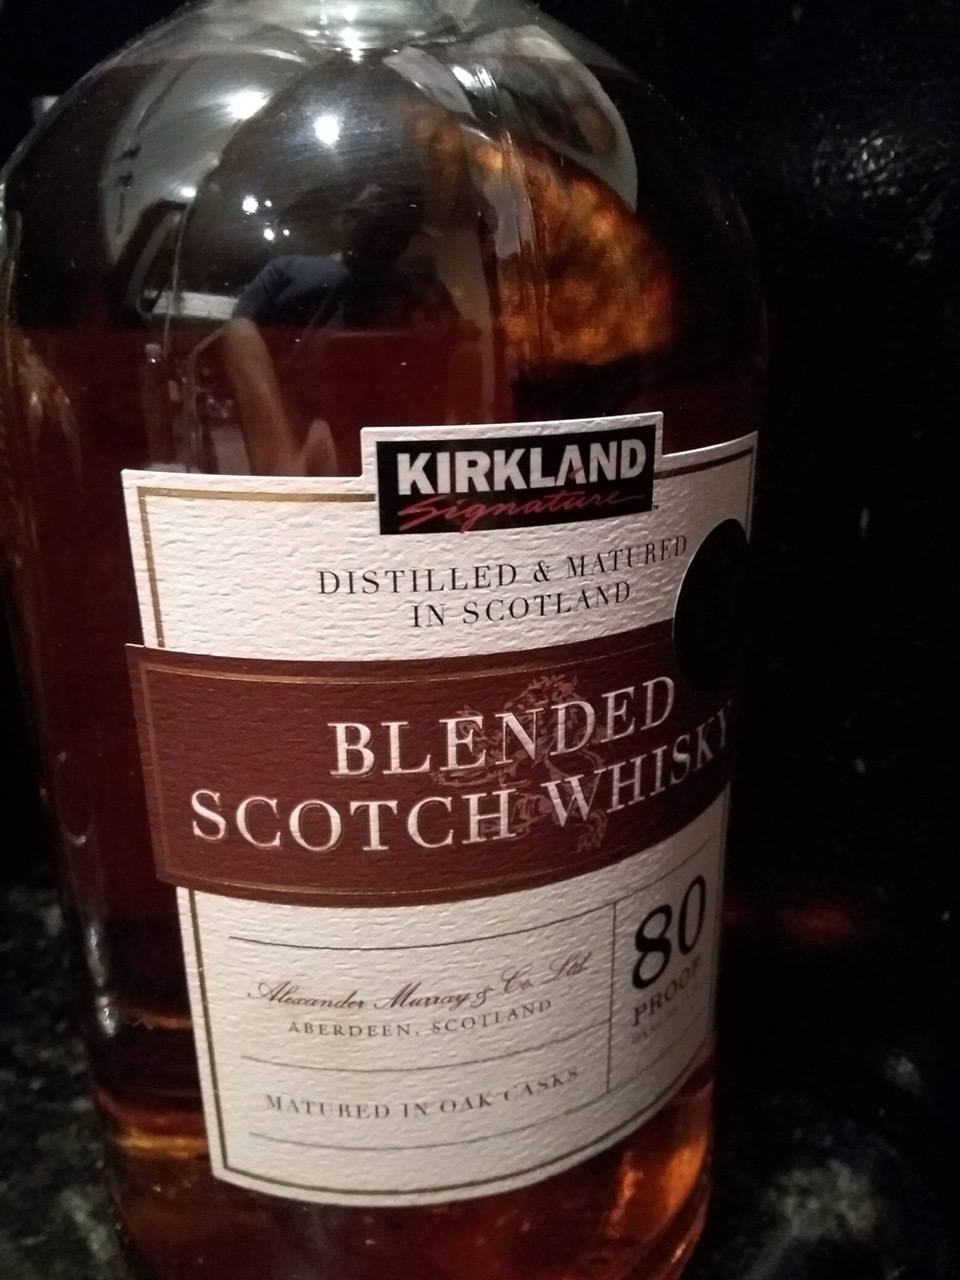 KIRKLAND
Signature™
DISTILLED & MATURED
IN SCOTLAND
BLENDED
SCOTCH WHISKY
Alexander Murray & Co. Ltd.
ABERDEEN, SCOTLAND
MATURED IN OAK CASKS
80
PROOF